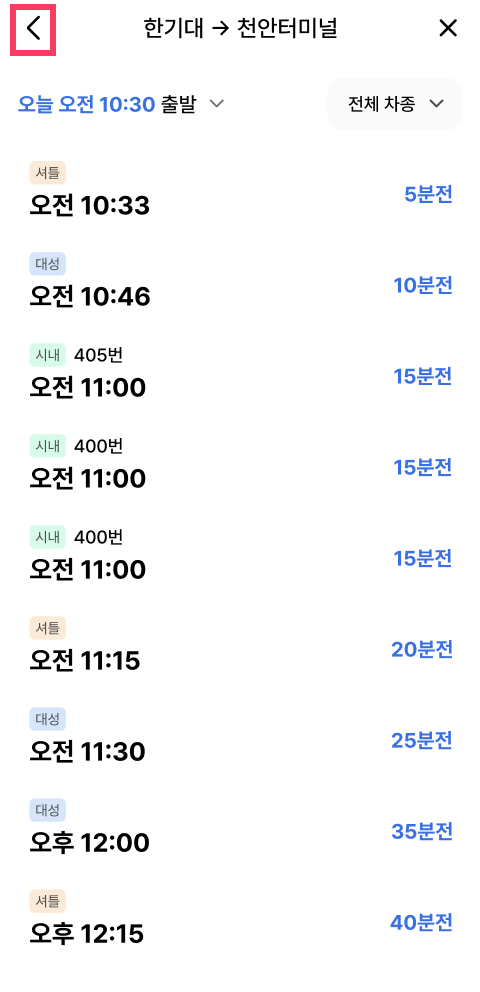 한기대 → 천안터미널
오늘 오전 10:30 출발
전체 차종
셔틀
오전 10:33
5분전
대성
오전 10:46
10분전
시내 405번
오전 11:00
15분전
시내 400번
오전 11:00
15분전
시내 400번
오전 11:00
15분전
셔틀
오전 11:15
20분전
대성
오전 11:30
25분전
대성
오후 12:00
35분전
셔틀
오후 12:15
40분전